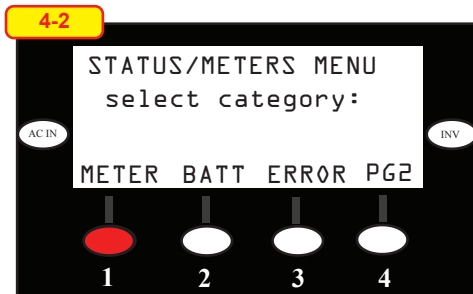 4-2
STATUS/METERS MENU
select category:
AC IN
INV
METER BATT ERROR PG2
1 2 3 4